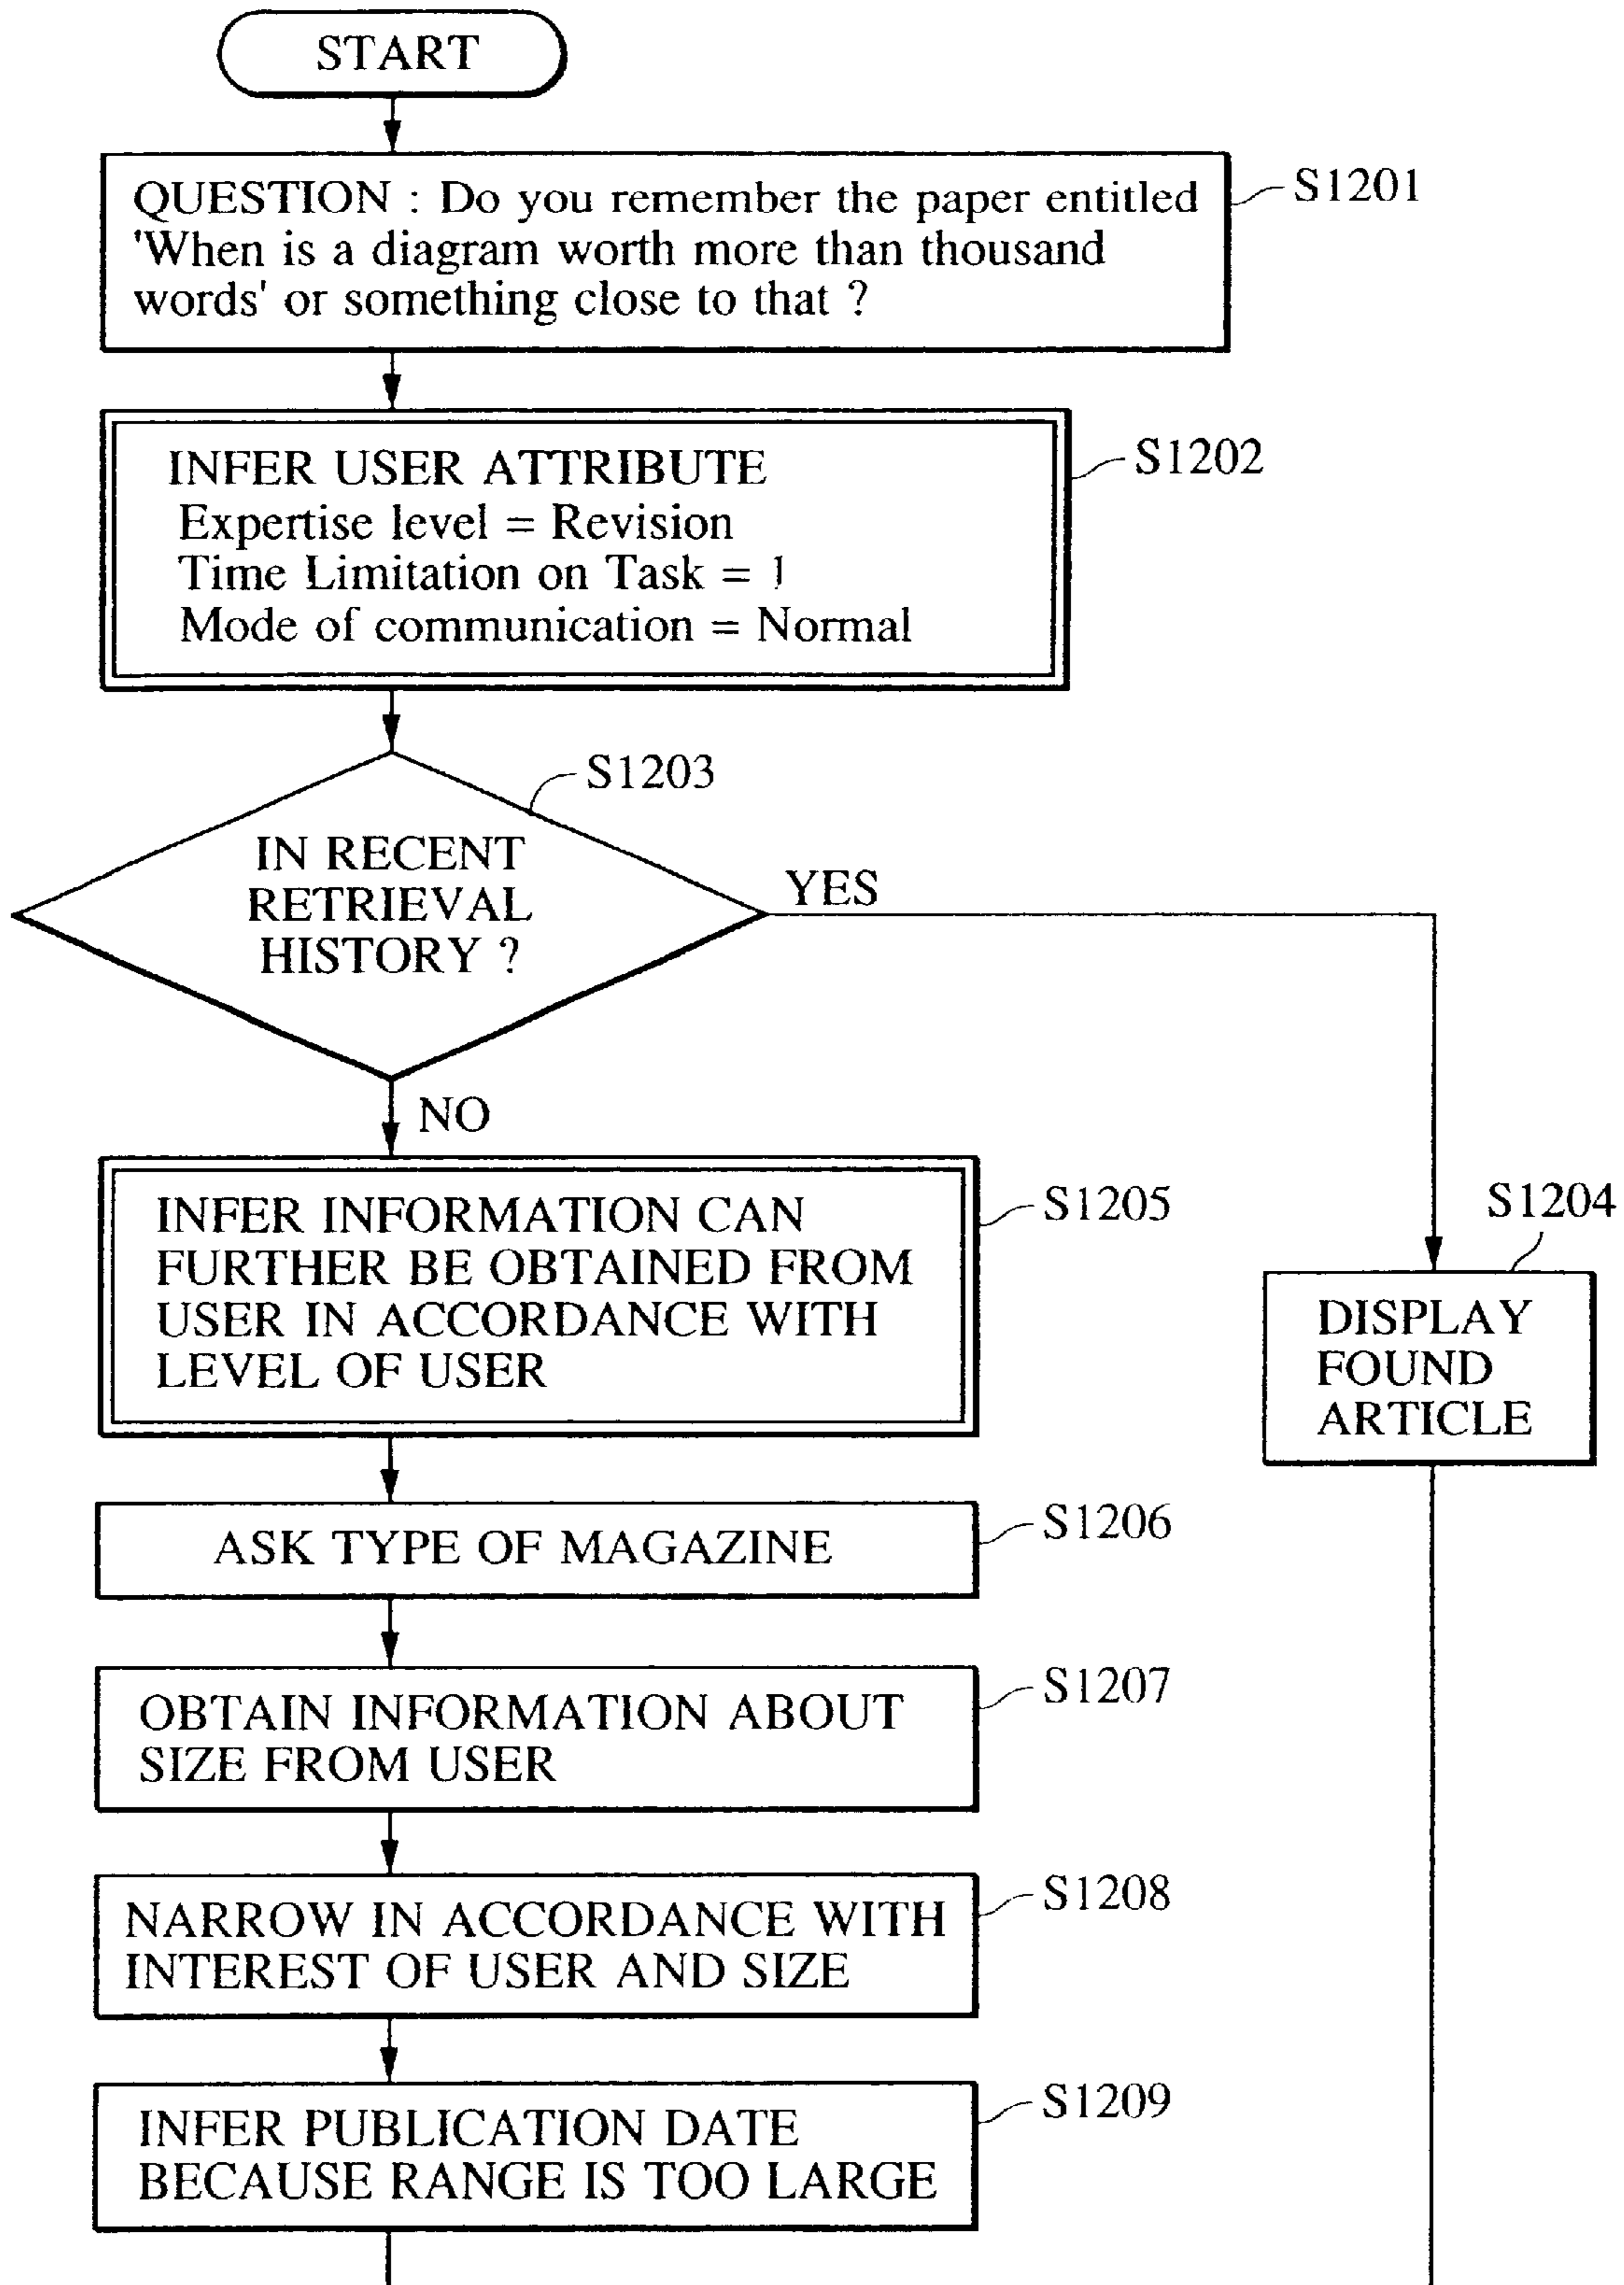 START
QUESTION : Do you remember the paper entitled
'When is a diagram worth more than thousand
words' or something close to that ?
S1201
INFER USER ATTRIBUTE
Expertise level = Revision
Time Limitation on Task = 1
Mode of communication = Normal
S1202
S1203
IN RECENT
RETRIEVAL
HISTORY ?
YES
NO
INFER INFORMATION CAN
FURTHER BE OBTAINED FROM
USER IN ACCORDANCE WITH
LEVEL OF USER
S1205
S1204
DISPLAY
FOUND
ARTICLE
ASK TYPE OF MAGAZINE
S1206
OBTAIN INFORMATION ABOUT
SIZE FROM USER
S1207
NARROW IN ACCORDANCE WITH
INTEREST OF USER AND SIZE
S1208
INFER PUBLICATION DATE
BECAUSE RANGE IS TOO LARGE
S1209